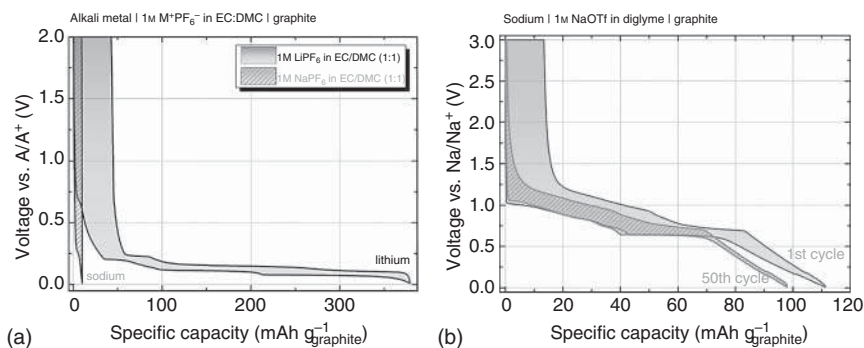 Alkali metal | 1M M⁺PF₆⁻ in EC:DMC | graphite
2.0
1.5
1.0
0.5
0.0
Voltage vs. A/A⁺ (V)
1M LiPF₆ in EC/DMC (1:1)
1M NaPF₆ in EC/DMC (1:1)
sodium
lithium
0 100 200 300
Specific capacity (mAh g⁻¹graphite)
(a)
Sodium | 1M NaOTf in diglyme | graphite
3.0
2.5
2.0
1.5
1.0
0.5
0.0
Voltage vs. Na/Na⁺ (V)
1st cycle
50th cycle
0 20 40 60 80 100 120
Specific capacity (mAh g⁻¹graphite)
(b)